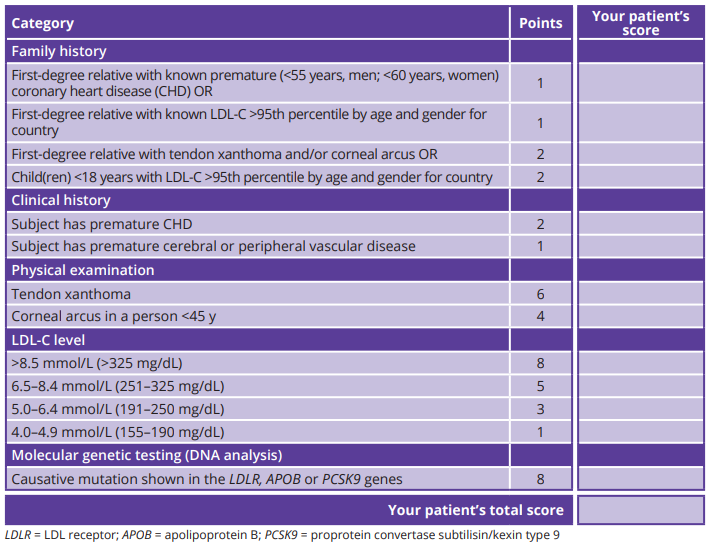 Category Points Your patient's
score
Family history
First-degree relative with known premature (<55 years, men; <60 years, women)
coronary heart disease (CHD) OR 1
First-degree relative with known LDL-C >95th percentile by age and gender for
country 1
First-degree relative with tendon xanthoma and/or corneal arcus OR 2
Child(ren) <18 years with LDL-C >95th percentile by age and gender for country 2
Clinical history
Subject has premature CHD 2
Subject has premature cerebral or peripheral vascular disease 1
Physical examination
Tendon xanthoma 6
Corneal arcus in a person <45 y 4
LDL-C level
>8.5 mmol/L (>325 mg/dL) 8
6.5–8.4 mmol/L (251–325 mg/dL) 5
5.0–6.4 mmol/L (191–250 mg/dL) 3
4.0–4.9 mmol/L (155–190 mg/dL) 1
Molecular genetic testing (DNA analysis)
Causative mutation shown in the LDLR, APOB or PCSK9 genes 8
Your patient's total score
LDLR = LDL receptor; APOB = apolipoprotein B; PCSK9 = proprotein convertase subtilisin/kexin type 9